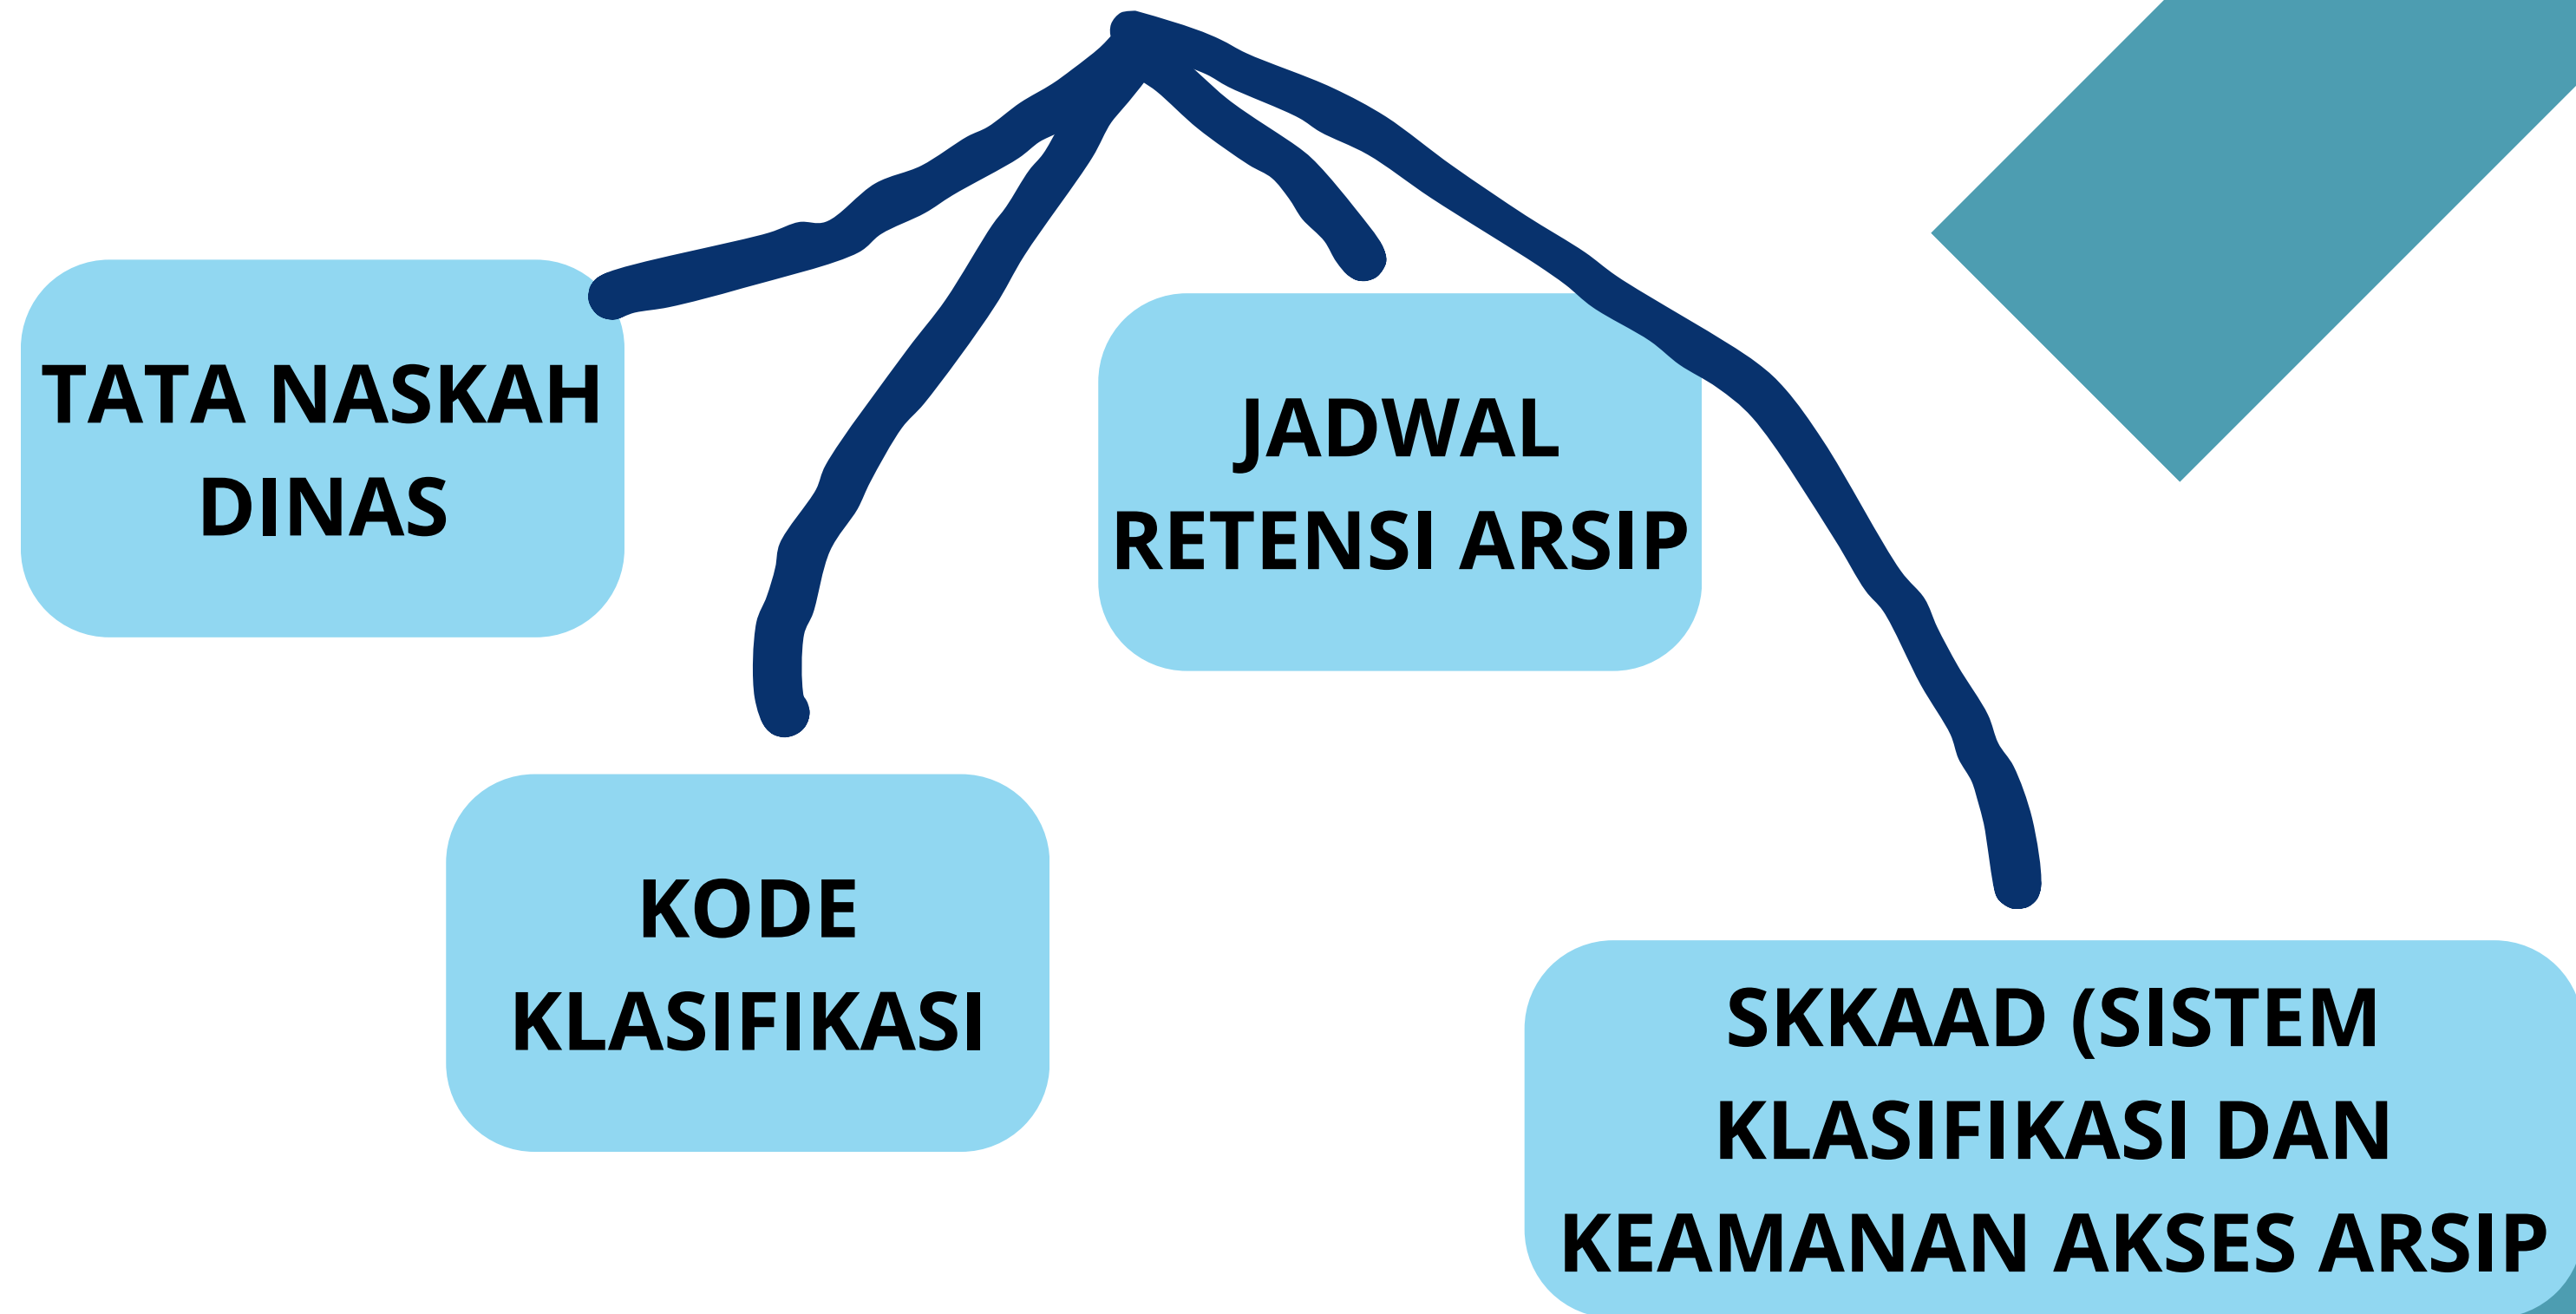 TATA NASKAH
DINAS
JADWAL
RETENSI ARSIP
KODE
KLASIFIKASI
SKKAAD (SISTEM
KLASIFIKASI DAN
KEAMANAN AKSES ARSIP